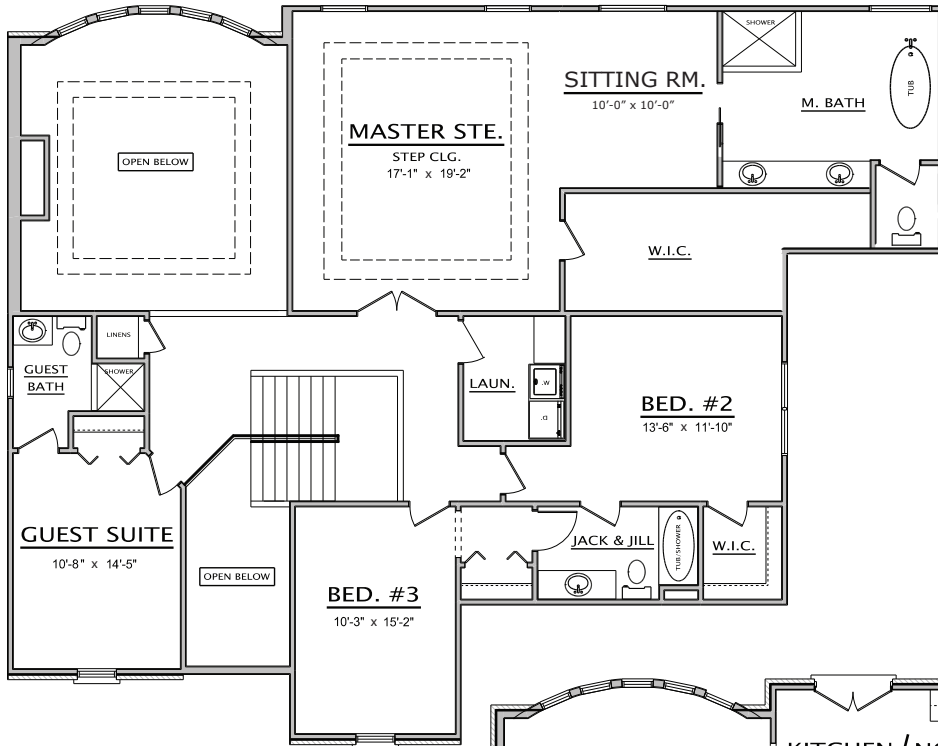 SHOWER
SITTING RM.
10'-0" x 10'-0"
M. BATH
TUB
MASTER STE.
STEP CLG.
17'-1" x 19'-2"
OPEN BELOW
W.I.C.
LINENS
GUEST
BATH
SHOWER
LAUN.
W.
D.
BED. #2
13'-6" x 11'-10"
GUEST SUITE
10'-8" x 14'-5"
OPEN BELOW
BED. #3
10'-3" x 15'-2"
JACK & JILL
TUB/SHOWER
W.I.C.